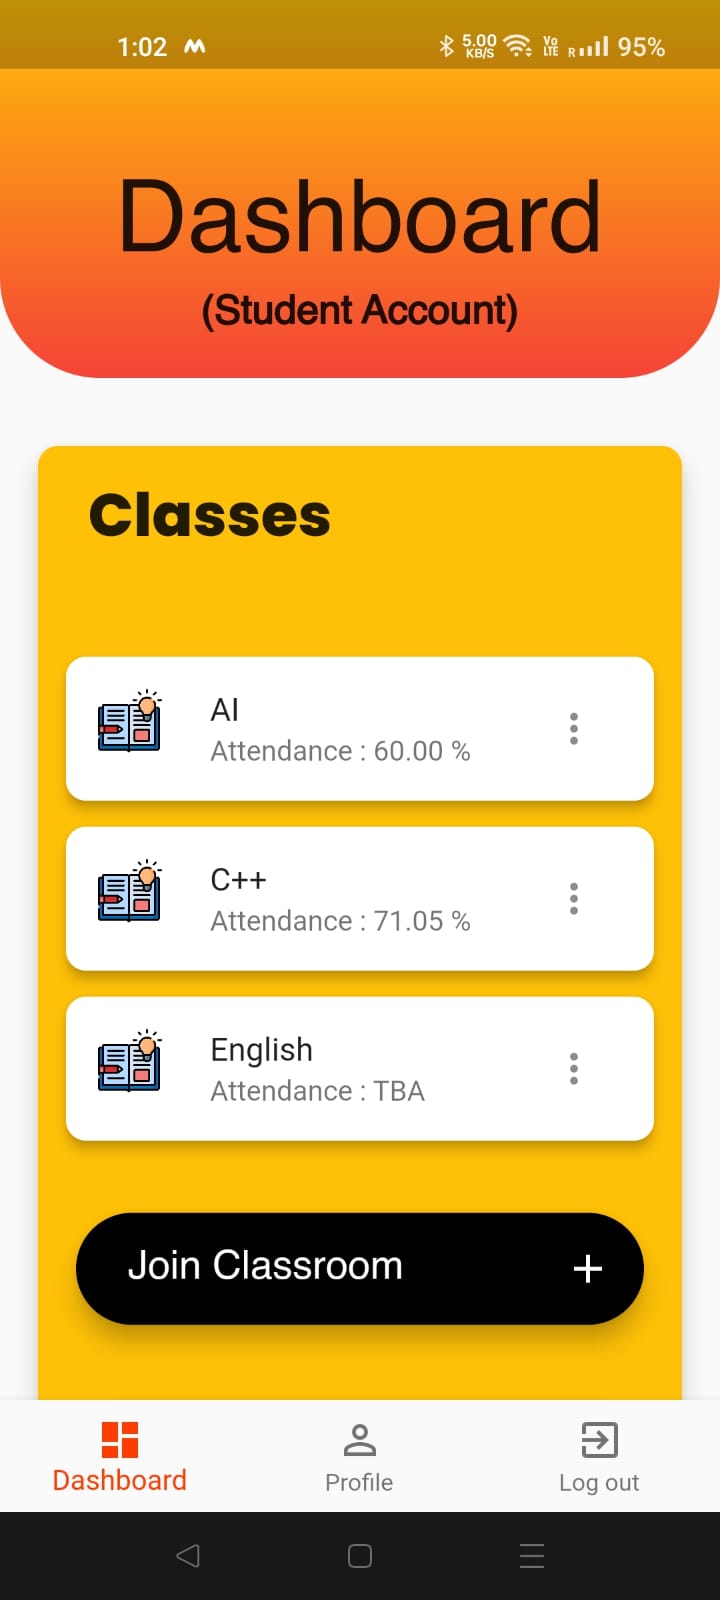 1:02 5.00 KB/S Vo LTE R 95%
Dashboard
(Student Account)
Classes
AI
Attendance : 60.00 %
C++
Attendance : 71.05 %
English
Attendance : TBA
Join Classroom +
Dashboard Profile Log out